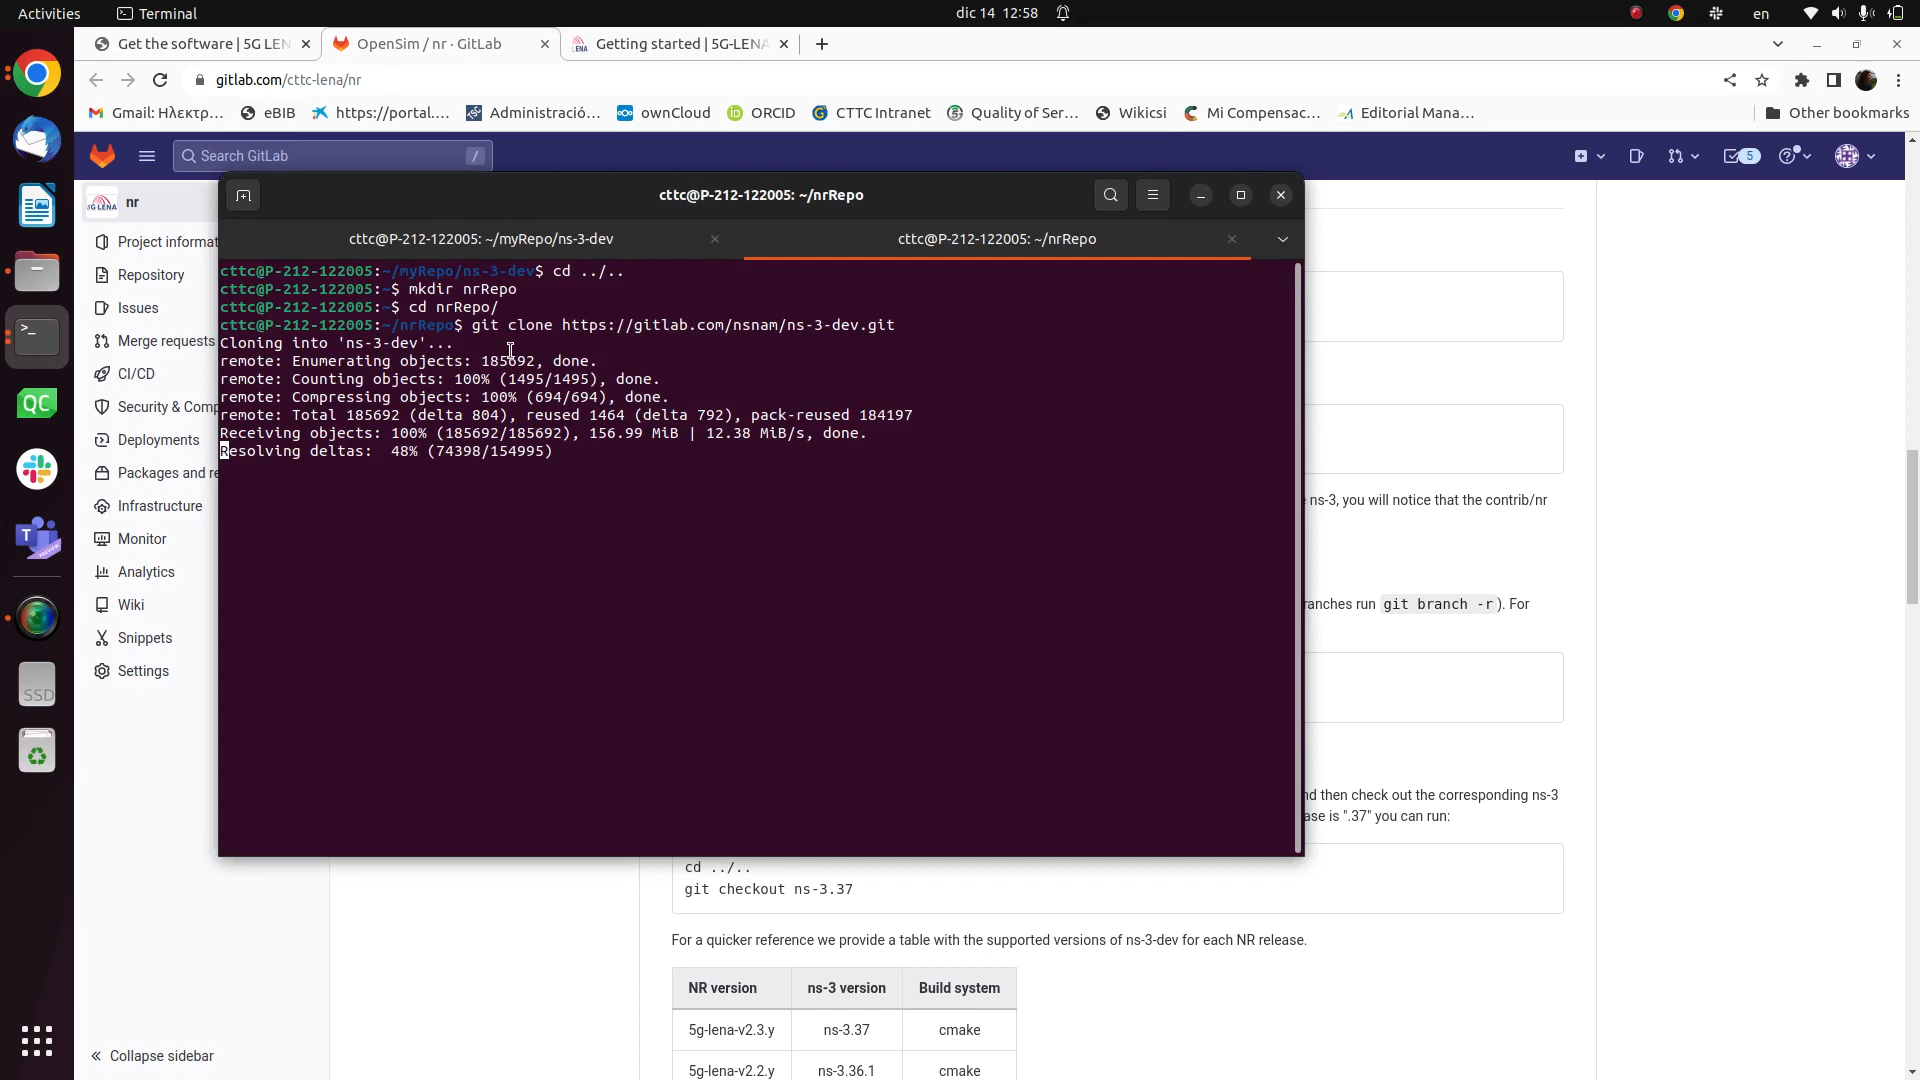 Activities
Terminal
dic 14 12:58
en
Get the software | 5G LEN
OpenSim / nr · GitLab
Getting started | 5G-LENA
gitlab.com/cttc-lena/nr
Gmail: Ηλεκτρο…
eBIB
https://portal.…
Administració…
ownCloud
ORCID
CTTC Intranet
Quality of Ser…
Wikicsi
Mi Compensac…
Editorial Mana…
Other bookmarks
Search GitLab
/
5
5G LENA
nr
Project informat
Repository
Issues
Merge requests
CI/CD
Security & Comp
Deployments
Packages and re
Infrastructure
Monitor
Analytics
Wiki
Snippets
Settings
Collapse sidebar
QC
SSD
cttc@P-212-122005: ~/nrRepo
cttc@P-212-122005: ~/myRepo/ns-3-dev
cttc@P-212-122005: ~/nrRepo
cttc@P-212-122005:~/myRepo/ns-3-dev$ cd ../..
cttc@P-212-122005:~$ mkdir nrRepo
cttc@P-212-122005:~$ cd nrRepo/
cttc@P-212-122005:~/nrRepo$ git clone https://gitlab.com/nsnam/ns-3-dev.git
Cloning into 'ns-3-dev'...
remote: Enumerating objects: 185692, done.
remote: Counting objects: 100% (1495/1495), done.
remote: Compressing objects: 100% (694/694), done.
remote: Total 185692 (delta 804), reused 1464 (delta 792), pack-reused 184197
Receiving objects: 100% (185692/185692), 156.99 MiB | 12.38 MiB/s, done.
Resolving deltas:  48% (74398/154995)
ns-3, you will notice that the contrib/nr
ranches run git branch -r). For
nd then check out the corresponding ns-3
ase is ".37" you can run:
cd ../..
git checkout ns-3.37
For a quicker reference we provide a table with the supported versions of ns-3-dev for each NR release.
NR version ns-3 version Build system
5g-lena-v2.3.y ns-3.37 cmake
5g-lena-v2.2.y ns-3.36.1 cmake